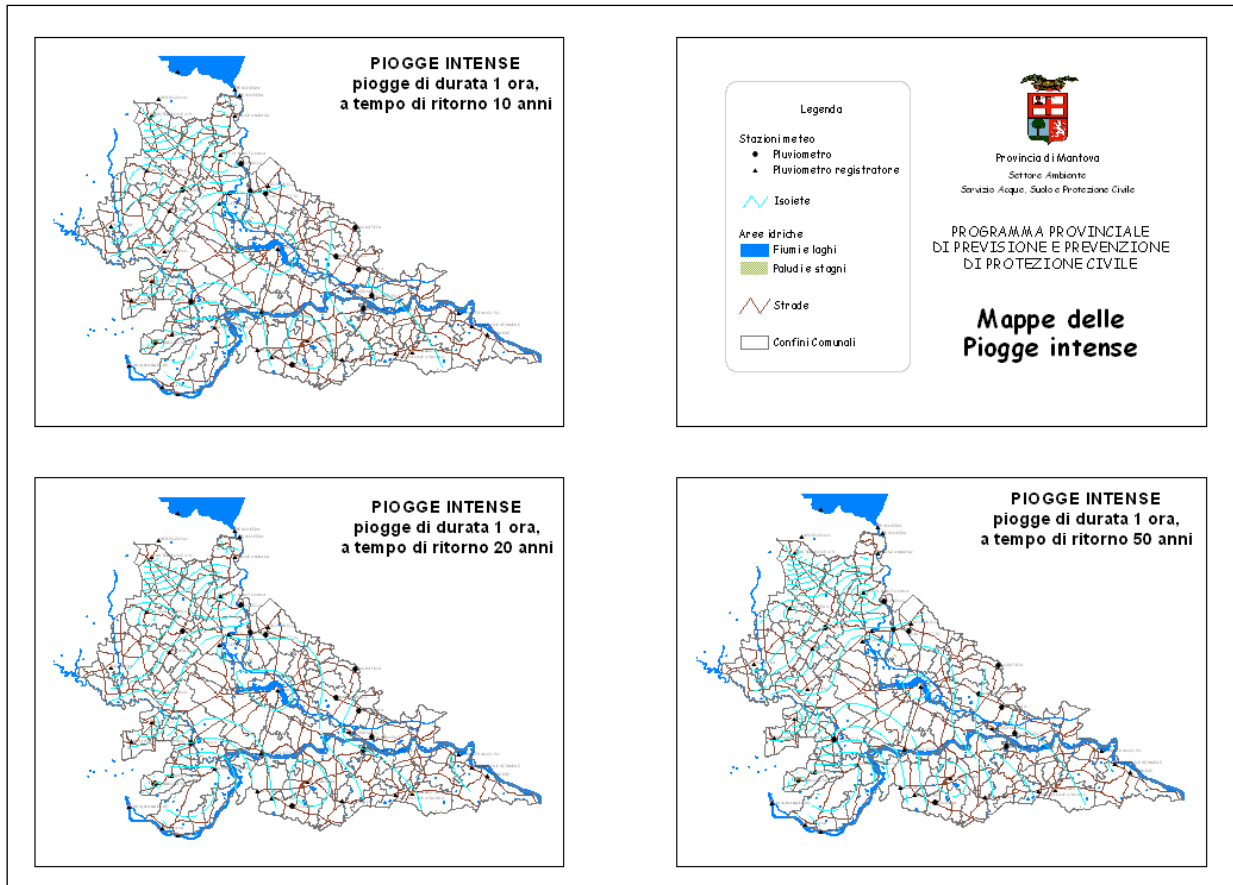 PIOGGE INTENSE
piogge di durata 1 ora,
a tempo di ritorno 10 anni
Legenda
Stazioni meteo
Pluviometro
Pluviometro registratore
Isoiete
Aree idriche
Fiumi e laghi
Paludi e stagni
Strade
Confini Comunali
Provincia di Mantova
Settore Ambiente
Servizio Acque, Suolo e Protezione Civile
PROGRAMMA PROVINCIALE
DI PREVISIONE E PREVENZIONE
DI PROTEZIONE CIVILE
Mappe delle
Piogge intense
PIOGGE INTENSE
piogge di durata 1 ora,
a tempo di ritorno 20 anni
PIOGGE INTENSE
piogge di durata 1 ora,
a tempo di ritorno 50 anni